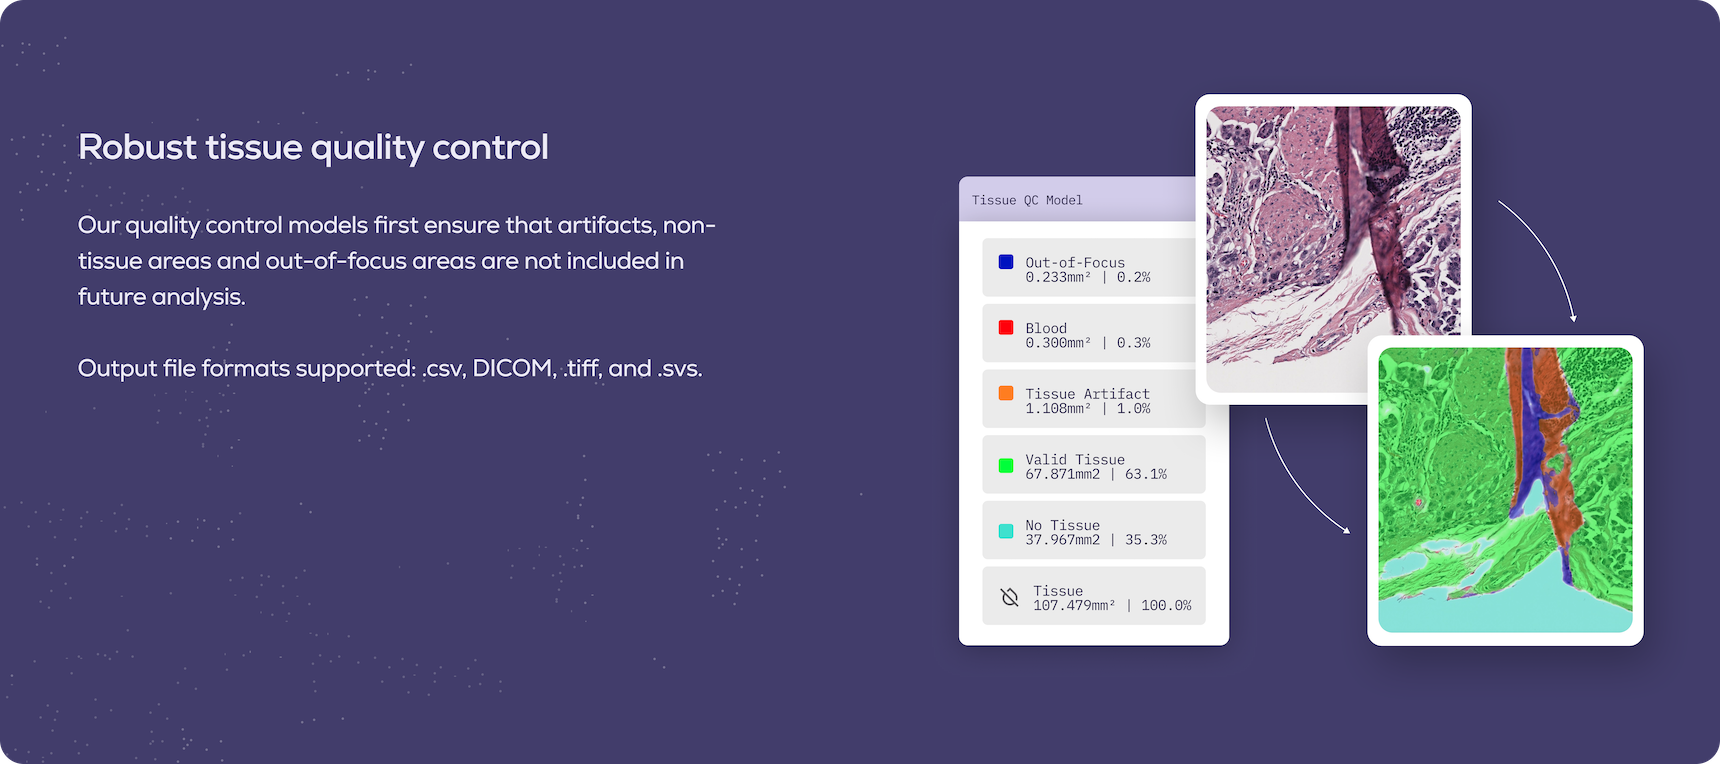 Robust tissue quality control
Our quality control models first ensure that artifacts, non-
tissue areas and out-of-focus areas are not included in
future analysis.
Output file formats supported: .csv, DICOM, .tiff, and .svs.
Tissue QC Model
Out-of-Focus
0.233mm² | 0.2%
Blood
0.300mm² | 0.3%
Tissue Artifact
1.108mm² | 1.0%
Valid Tissue
67.871mm2 | 63.1%
No Tissue
37.967mm2 | 35.3%
Tissue
107.479mm² | 100.0%